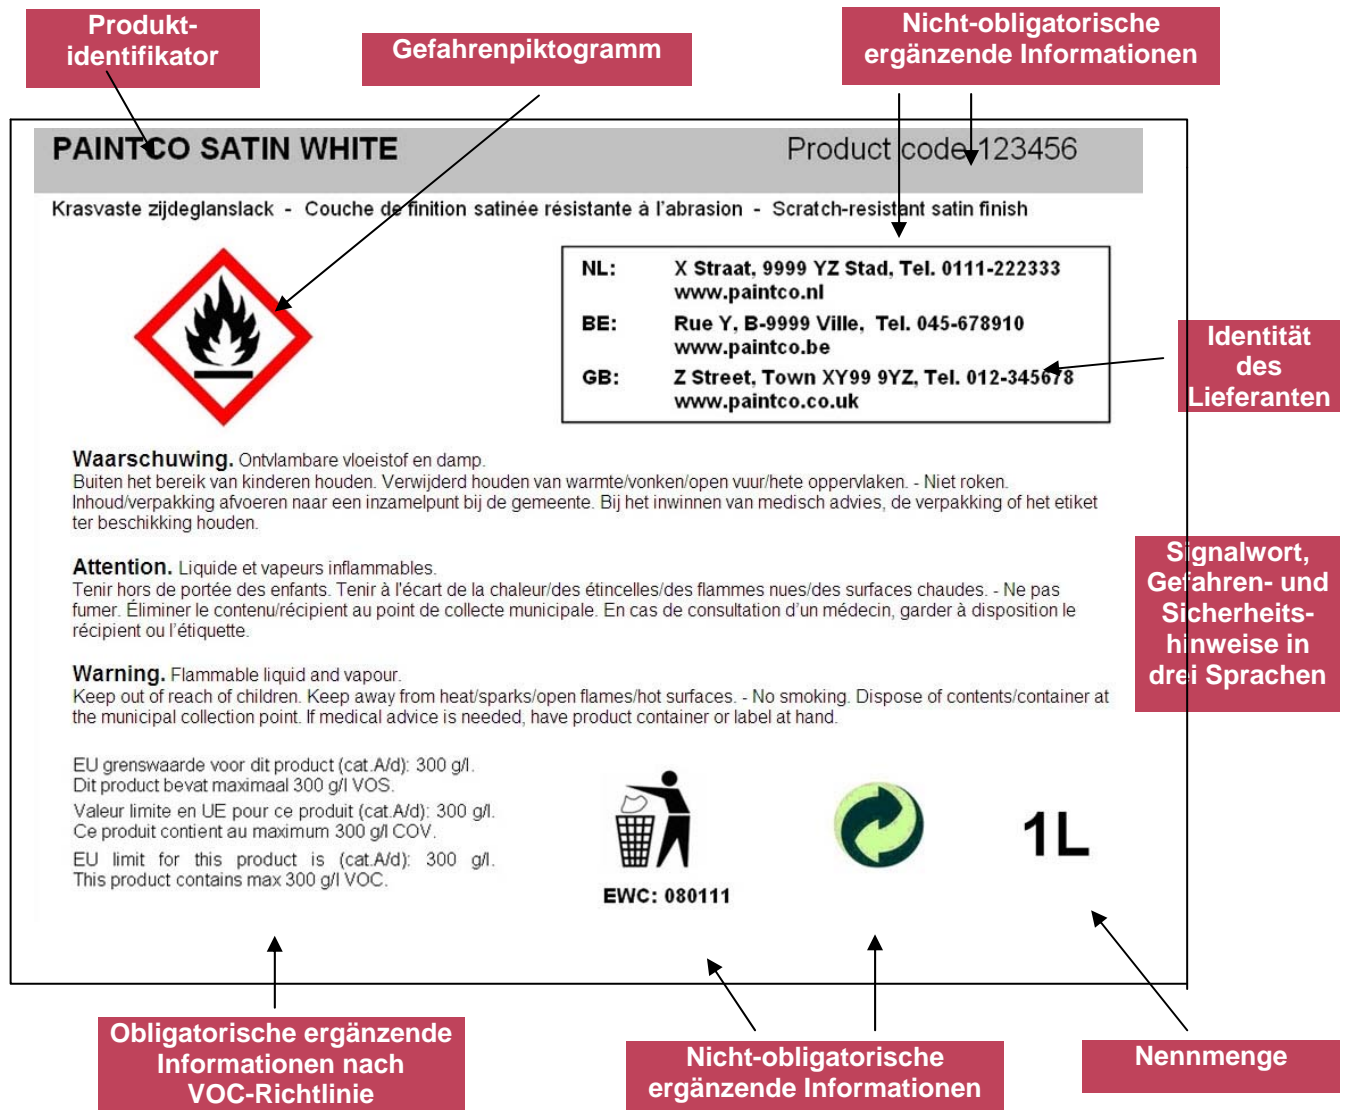 Produkt-
identifikator
Gefahrenpiktogramm
Nicht-obligatorische
ergänzende Informationen
PAINTCO SATIN WHITE
Product code 123456
Krasvaste zijdeglanslack - Couche de finition satinée résistante à l'abrasion - Scratch-resistant satin finish
NL: X Straat, 9999 YZ Stad, Tel. 0111-222333
www.paintco.nl
BE: Rue Y, B-9999 Ville, Tel. 045-678910
www.paintco.be
GB: Z Street, Town XY99 9YZ, Tel. 012-345678
www.paintco.co.uk
Identität
des
Lieferanten
Waarschuwing. Ontvlambare vloeistof en damp.
Buiten het bereik van kinderen houden. Verwijderd houden van warmte/vonken/open vuur/hete oppervlaken. - Niet roken.
Inhoud/verpakking afvoeren naar een inzamelpunt bij de gemeente. Bij het inwinnen van medisch advies, de verpakking of het etiket
ter beschikking houden.
Attention. Liquide et vapeurs inflammables.
Tenir hors de portée des enfants. Tenir à l'écart de la chaleur/des étincelles/des flammes nues/des surfaces chaudes. - Ne pas
fumer. Éliminer le contenu/récipient au point de collecte municipale. En cas de consultation d'un médecin, garder à disposition le
récipient ou l'étiquette.
Warning. Flammable liquid and vapour.
Keep out of reach of children. Keep away from heat/sparks/open flames/hot surfaces. - No smoking. Dispose of contents/container at
the municipal collection point. If medical advice is needed, have product container or label at hand.
Signalwort,
Gefahren- und
Sicherheits-
hinweise in
drei Sprachen
EU grenswaarde voor dit product (cat.A/d): 300 g/l.
Dit product bevat maximaal 300 g/l VOS.
Valeur limite en UE pour ce produit (cat.A/d): 300 g/l.
Ce produit contient au maximum 300 g/l COV.
EU limit for this product is (cat.A/d): 300 g/l.
This product contains max 300 g/l VOC.
EWC: 080111
1L
Obligatorische ergänzende
Informationen nach
VOC-Richtlinie
Nicht-obligatorische
ergänzende Informationen
Nennmenge